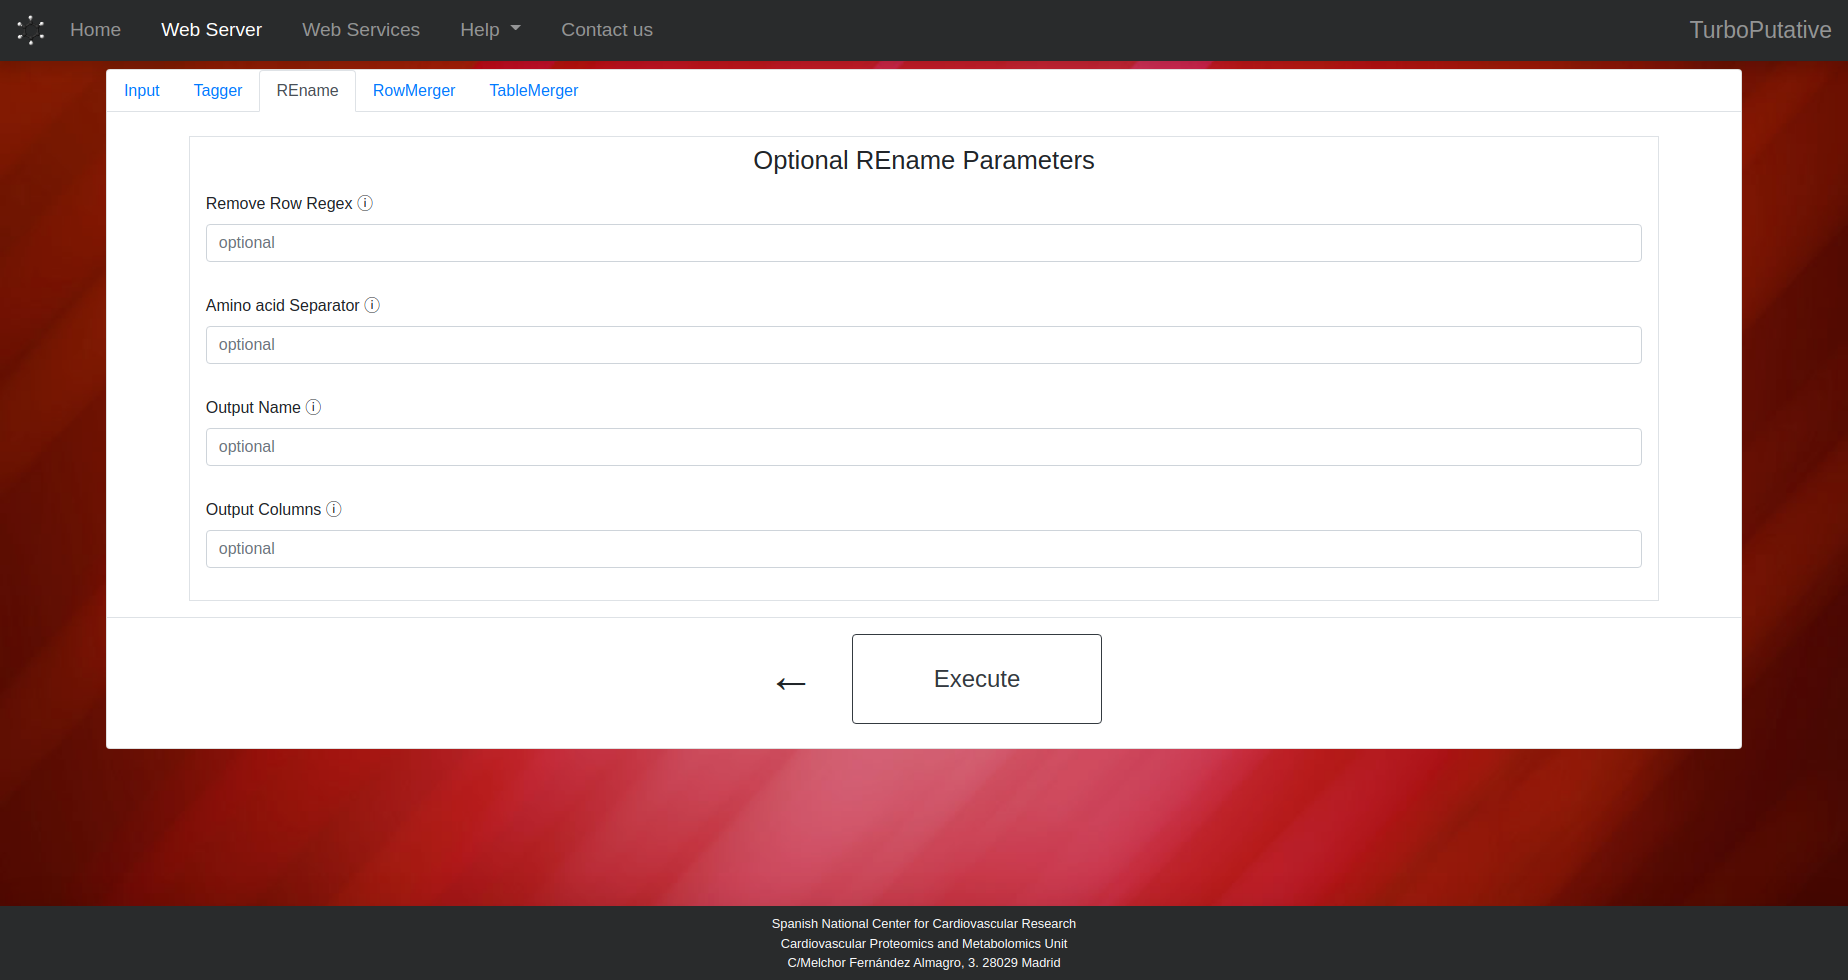 Home Web Server Web Services Help Contact us TurboPutative
Input Tagger REname RowMerger TableMerger
Optional REname Parameters
Remove Row Regex ⓘ
optional
Amino acid Separator ⓘ
optional
Output Name ⓘ
optional
Output Columns ⓘ
optional
← Execute
Spanish National Center for Cardiovascular Research
Cardiovascular Proteomics and Metabolomics Unit
C/Melchor Fernández Almagro, 3. 28029 Madrid